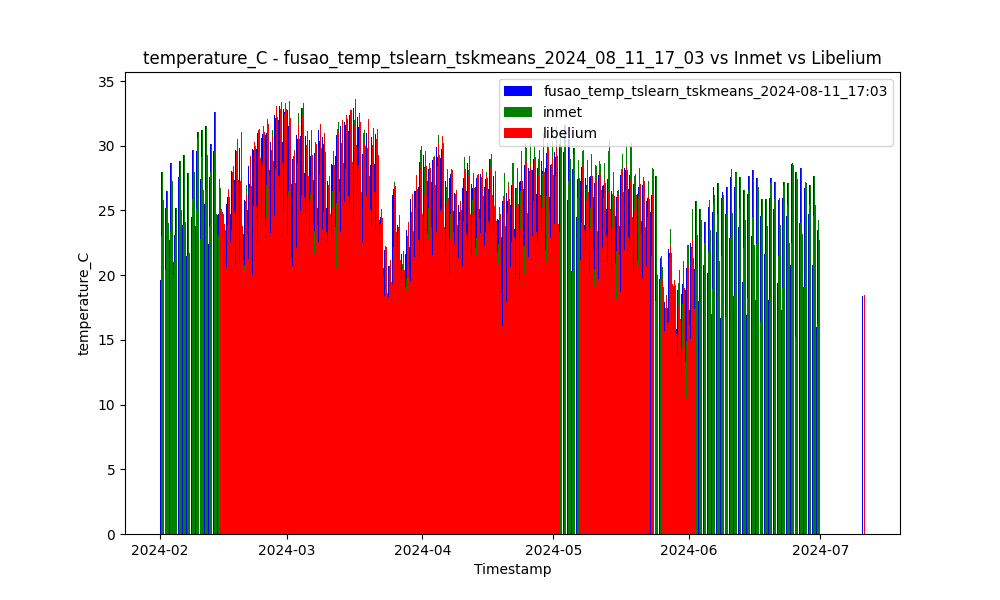 temperature_C - fusao_temp_tslearn_tskmeans_2024_08_11_17_03 vs Inmet vs Libelium
fusao_temp_tslearn_tskmeans_2024-08-11_17:03
inmet
libelium
temperature_C
35
30
25
20
15
10
5
0
2024-02 2024-03 2024-04 2024-05 2024-06 2024-07
Timestamp